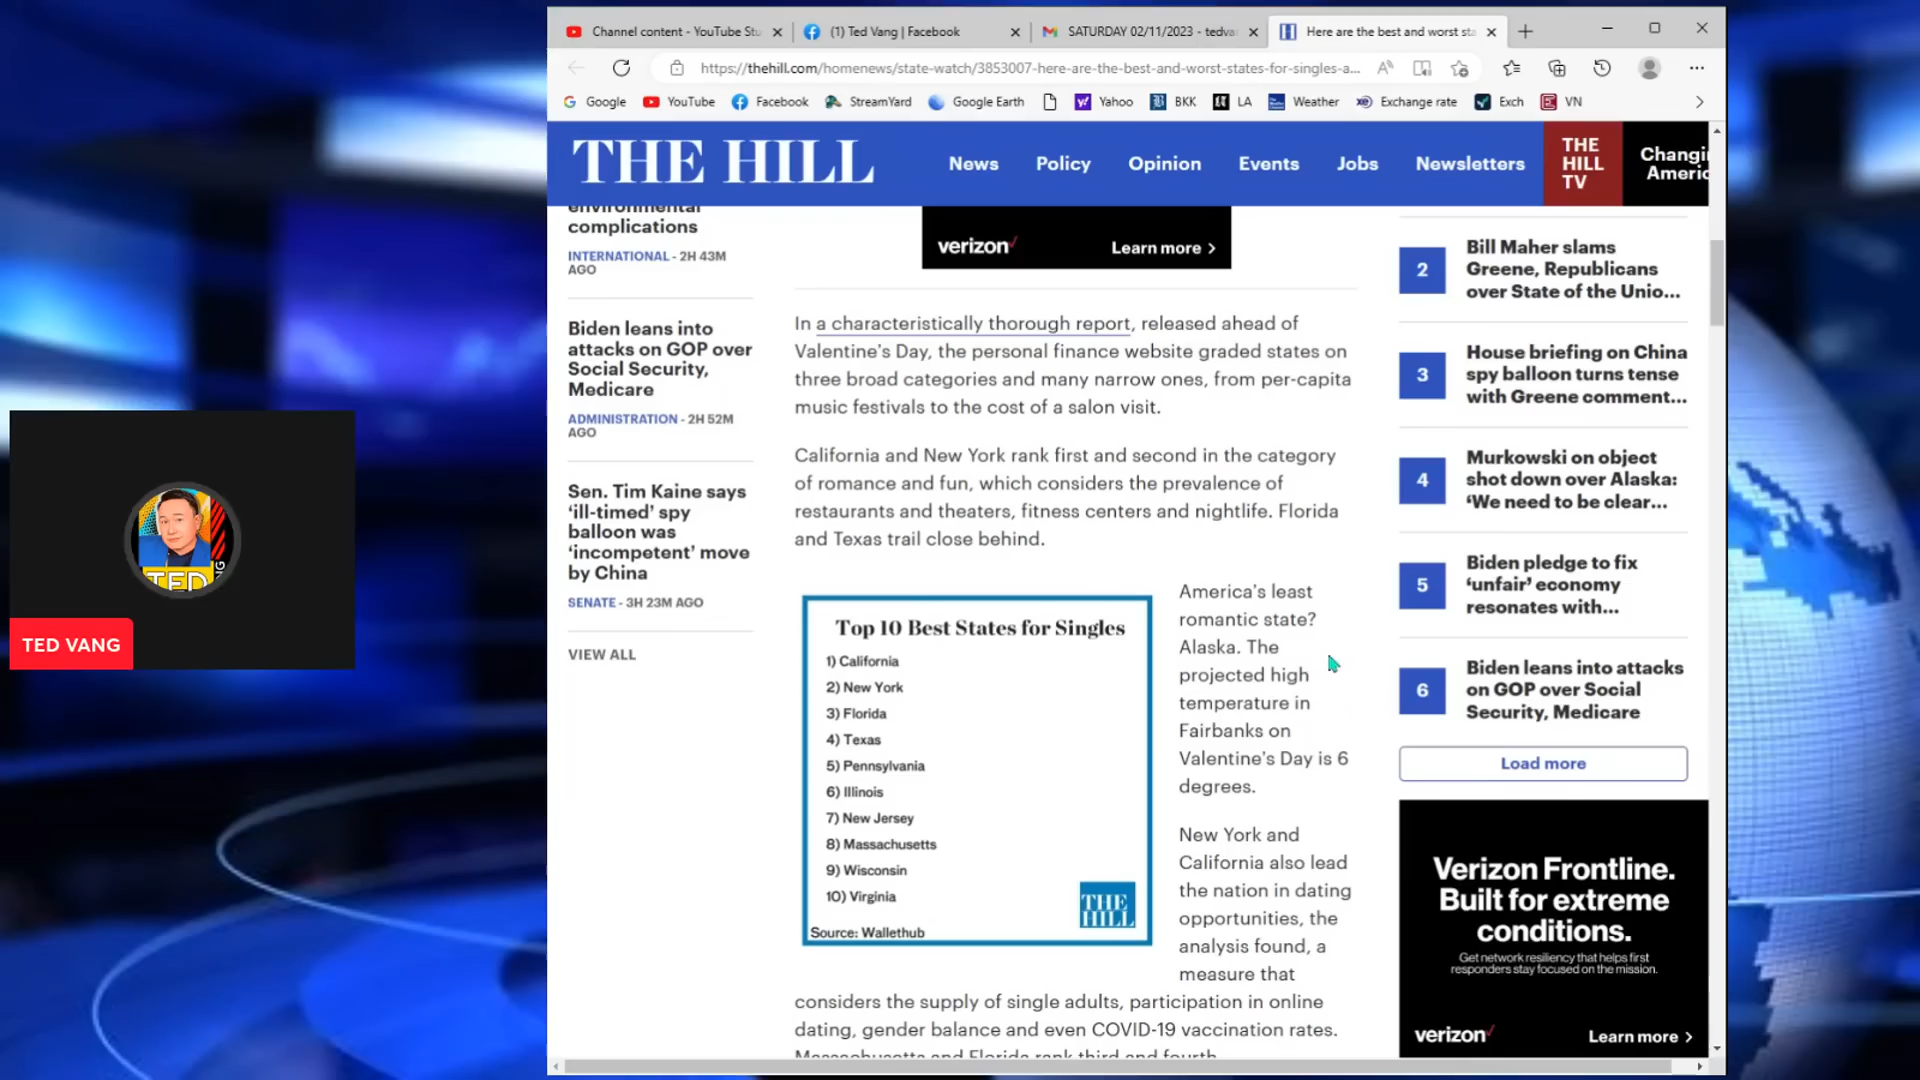 Channel content - YouTube Stu
(1) Ted Vang | Facebook
SATURDAY 02/11/2023 - tedva
Here are the best and worst sta
https://thehill.com/homenews/state-watch/3853007-here-are-the-best-and-worst-states-for-singles-a...
Google
YouTube
Facebook
StreamYard
Google Earth
Yahoo
BKK
LA
Weather
Exchange rate
Exch
VN
THE HILL
News
Policy
Opinion
Events
Jobs
Newsletters
THE
HILL
TV
Changi
Americ
environmental
complications
INTERNATIONAL - 2H 43M
AGO
Biden leans into
attacks on GOP over
Social Security,
Medicare
ADMINISTRATION - 2H 52M
AGO
Sen. Tim Kaine says
‘ill-timed’ spy
balloon was
‘incompetent’ move
by China
SENATE - 3H 23M AGO
VIEW ALL
verizon
Learn more >
In a characteristically thorough report, released ahead of
Valentine's Day, the personal finance website graded states on
three broad categories and many narrow ones, from per-capita
music festivals to the cost of a salon visit.
California and New York rank first and second in the category
of romance and fun, which considers the prevalence of
restaurants and theaters, fitness centers and nightlife. Florida
and Texas trail close behind.
Top 10 Best States for Singles
1) California
2) New York
3) Florida
4) Texas
5) Pennsylvania
6) Illinois
7) New Jersey
8) Massachusetts
9) Wisconsin
10) Virginia
Source: Wallethub
THE
HILL
America's least
romantic state?
Alaska. The
projected high
temperature in
Fairbanks on
Valentine's Day is 6
degrees.
New York and
California also lead
the nation in dating
opportunities, the
analysis found, a
measure that
considers the supply of single adults, participation in online
dating, gender balance and even COVID-19 vaccination rates.
Massachusetts and Florida rank third and fourth.
2
Bill Maher slams
Greene, Republicans
over State of the Unio...
3
House briefing on China
spy balloon turns tense
with Greene comment...
4
Murkowski on object
shot down over Alaska:
‘We need to be clear...
5
Biden pledge to fix
‘unfair’ economy
resonates with...
6
Biden leans into attacks
on GOP over Social
Security, Medicare
Load more
Verizon Frontline.
Built for extreme
conditions.
Get network resiliency that helps first
responders stay focused on the mission.
verizon
Learn more >
TED
TED VANG